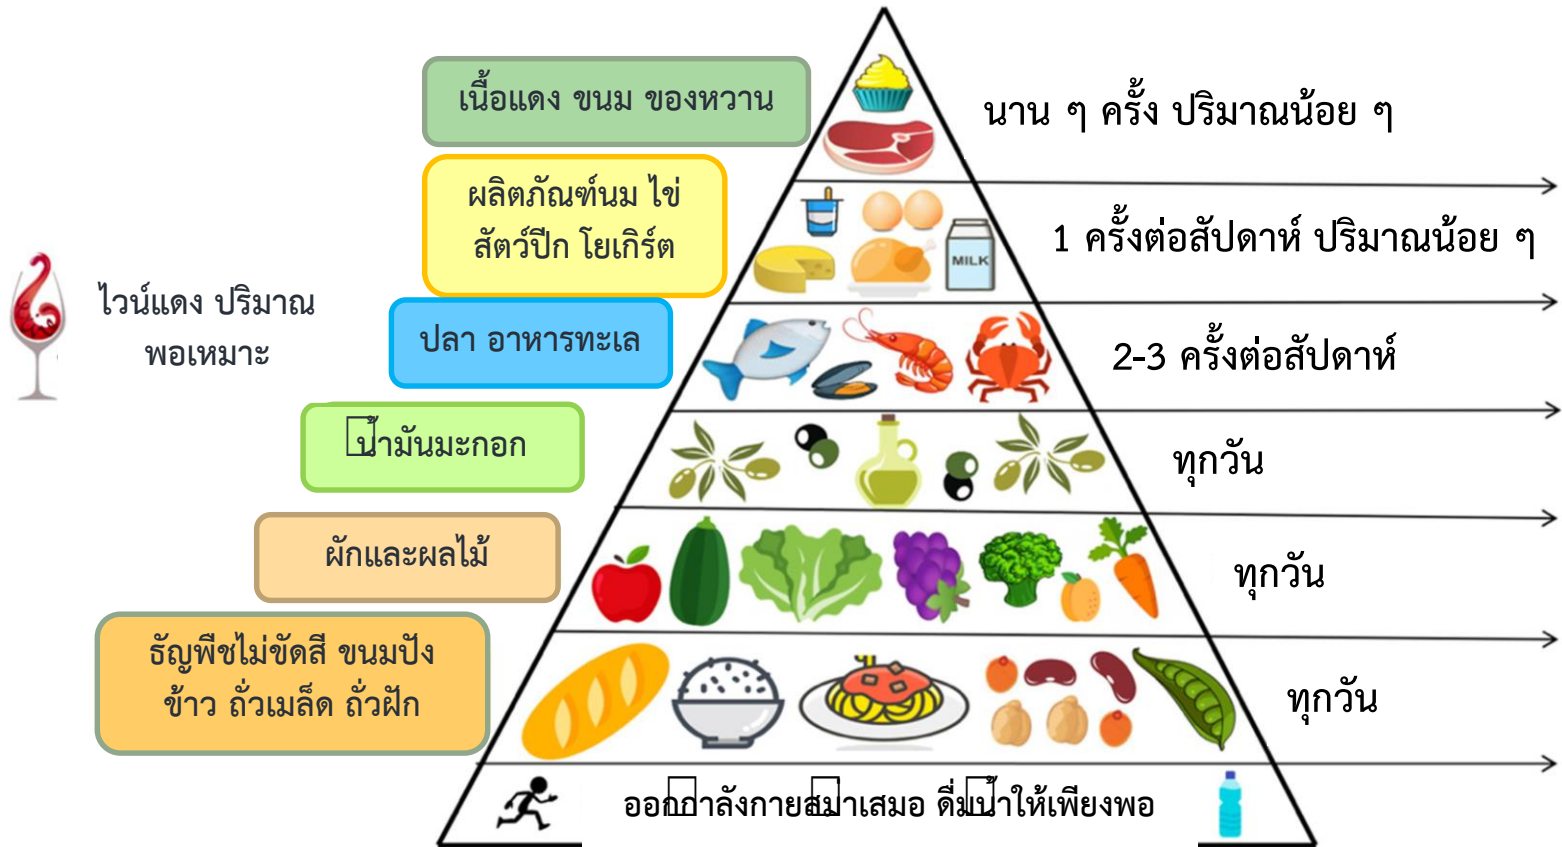 เนื้อแดง ขนม ของหวาน
นาน ๆ ครั้ง ปริมาณน้อย ๆ
ผลิตภัณฑ์นม ไข่
สัตว์ปีก โยเกิร์ต
MILK
1 ครั้งต่อสัปดาห์ ปริมาณน้อย ๆ
ไวน์แดง ปริมาณ
พอเหมาะ
ปลา อาหารทะเล
2-3 ครั้งต่อสัปดาห์
น้ำมันมะกอก
ทุกวัน
ผักและผลไม้
ทุกวัน
ธัญพืชไม่ขัดสี ขนมปัง
ข้าว ถั่วเมล็ด ถั่วฝัก
ทุกวัน
ออกกำลังกายสม่ำเสมอ ดื่มน้ำให้เพียงพอ